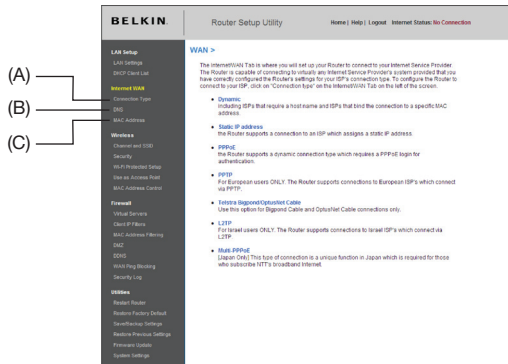 BELKIN.
Router Setup Utility
Home | Help | Logout Internet Status: No Connection
(A)
(B)
(C)
LAN Setup
LAN Settings
DHCP Client List
Internet WAN
Connection Type
DNS
MAC Address
Wireless
Channel and SSID
Security
Wi-Fi Protected Setup
Use as Access Point
MAC Address Control
Firewall
Virtual Servers
Client IP Filters
MAC Address Filtering
DMZ
DDNS
WAN Ping Blocking
Security Log
Utilities
Restart Router
Restore Factory Default
Save/Backup Settings
Restore Previous Settings
Firmware Update
System Settings
WAN >
The Internet/WAN Tab is where you will set up your Router to connect to your Internet Service Provider.
The Router is capable of connecting to virtually any Internet Service Provider's system provided that you
have correctly configured the Router's settings for your ISP's connection type. To configure the Router to
connect to your ISP, click on "Connection type" on the Internet/WAN Tab on the left of the screen.
• Dynamic
including ISPs that require a hostname and ISPs that bind the connection to a specific MAC
address.
• Static IP address
the Router supports a connection to an ISP which assigns a static IP address.
• PPPoE
the Router supports a dynamic connection type which requires a PPPoE login for
authentication.
• PPTP
For European users ONLY. The Router supports connections to European ISP's which connect
via PPTP.
• Telstra Bigpond/OptusNet Cable
Use this option for Bigpond Cable and OptusNet Cable connections only.
• L2TP
For Israel users ONLY. The Router supports connections to Israel ISP's which connect via
L2TP.
• Multi-PPPoE
[Japan Only] This type of connection is a unique function in Japan which is required for those
who subscribe NTT's broadband Internet.